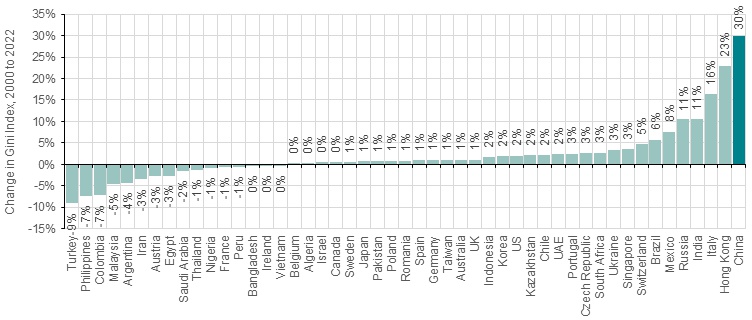 Change in Gini Index, 2000 to 2022
35%
30%
25%
20%
15%
10%
5%
0%
-5%
-10%
-15%
-9%
-7%
-7%
-5%
-4%
-3%
-3%
-3%
-2%
-1%
-1%
-1%
-1%
0%
0%
0%
0%
0%
0%
0%
1%
1%
1%
1%
1%
1%
1%
1%
1%
1%
2%
2%
2%
2%
2%
2%
3%
3%
3%
3%
3%
5%
6%
8%
11%
11%
16%
23%
30%
Turkey
Philippines
Colombia
Malaysia
Argentina
Iran
Austria
Egypt
Saudi Arabia
Thailand
Nigeria
France
Peru
Bangladesh
Ireland
Vietnam
Belgium
Algeria
Israel
Canada
Sweden
Japan
Pakistan
Poland
Romania
Spain
Germany
Taiwan
Australia
UK
Indonesia
Korea
US
Kazakhstan
Chile
UAE
Portugal
Czech Republic
South Africa
Ukraine
Singapore
Switzerland
Brazil
Mexico
Russia
India
Italy
Hong Kong
China